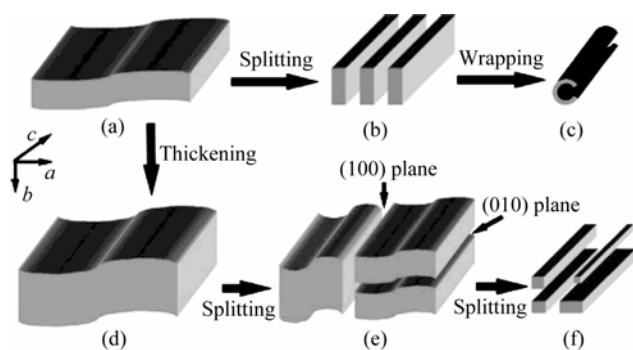 Splitting
Wrapping
(a)
(b)
(c)
c
a
b
Thickening
(100) plane
(010) plane
Splitting
Splitting
(d)
(e)
(f)